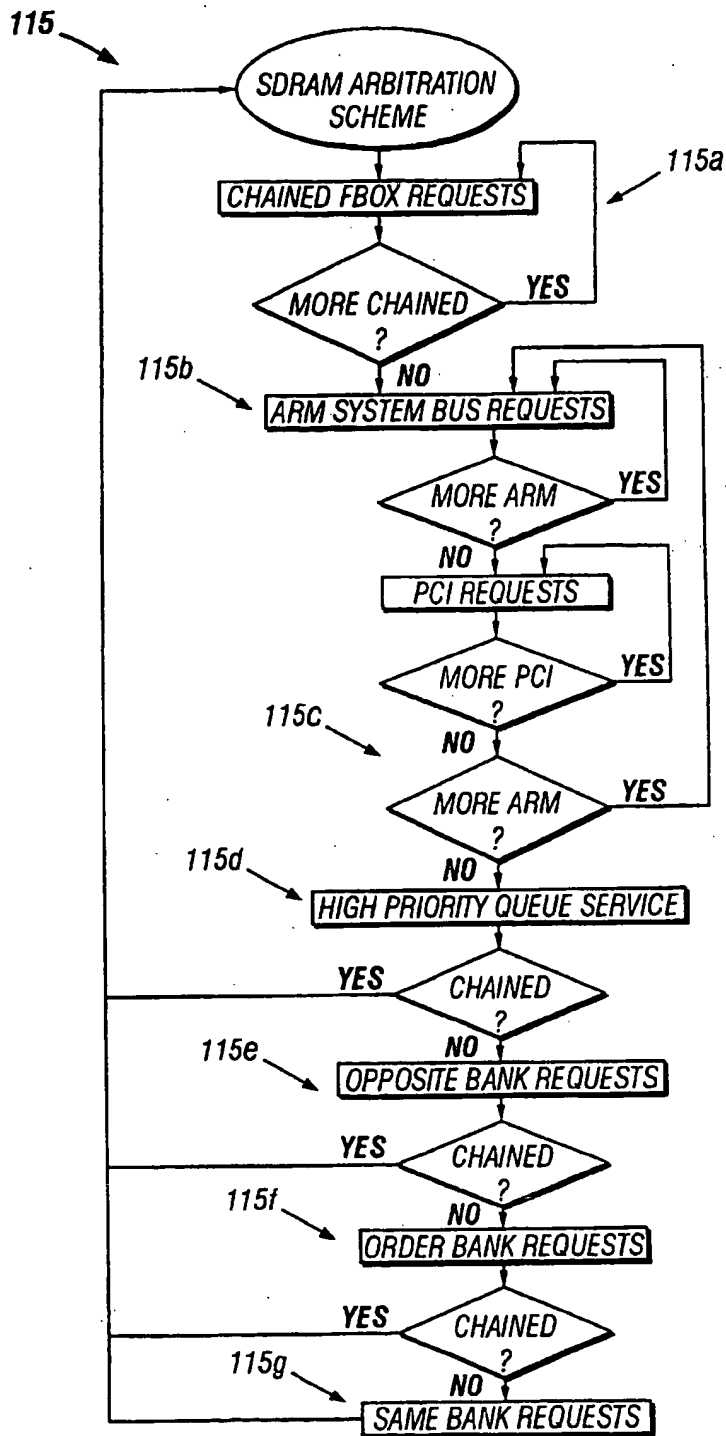 115
SDRAM ARBITRATION
SCHEME
115a
CHAINED FBOX REQUESTS
MORE CHAINED
?
YES
NO
115b
ARM SYSTEM BUS REQUESTS
MORE ARM
?
YES
NO
PCI REQUESTS
MORE PCI
?
YES
115c
NO
MORE ARM
?
YES
115d
NO
HIGH PRIORITY QUEUE SERVICE
YES
CHAINED
?
115e
NO
OPPOSITE BANK REQUESTS
YES
CHAINED
?
115f
NO
ORDER BANK REQUESTS
YES
CHAINED
?
115g
NO
SAME BANK REQUESTS